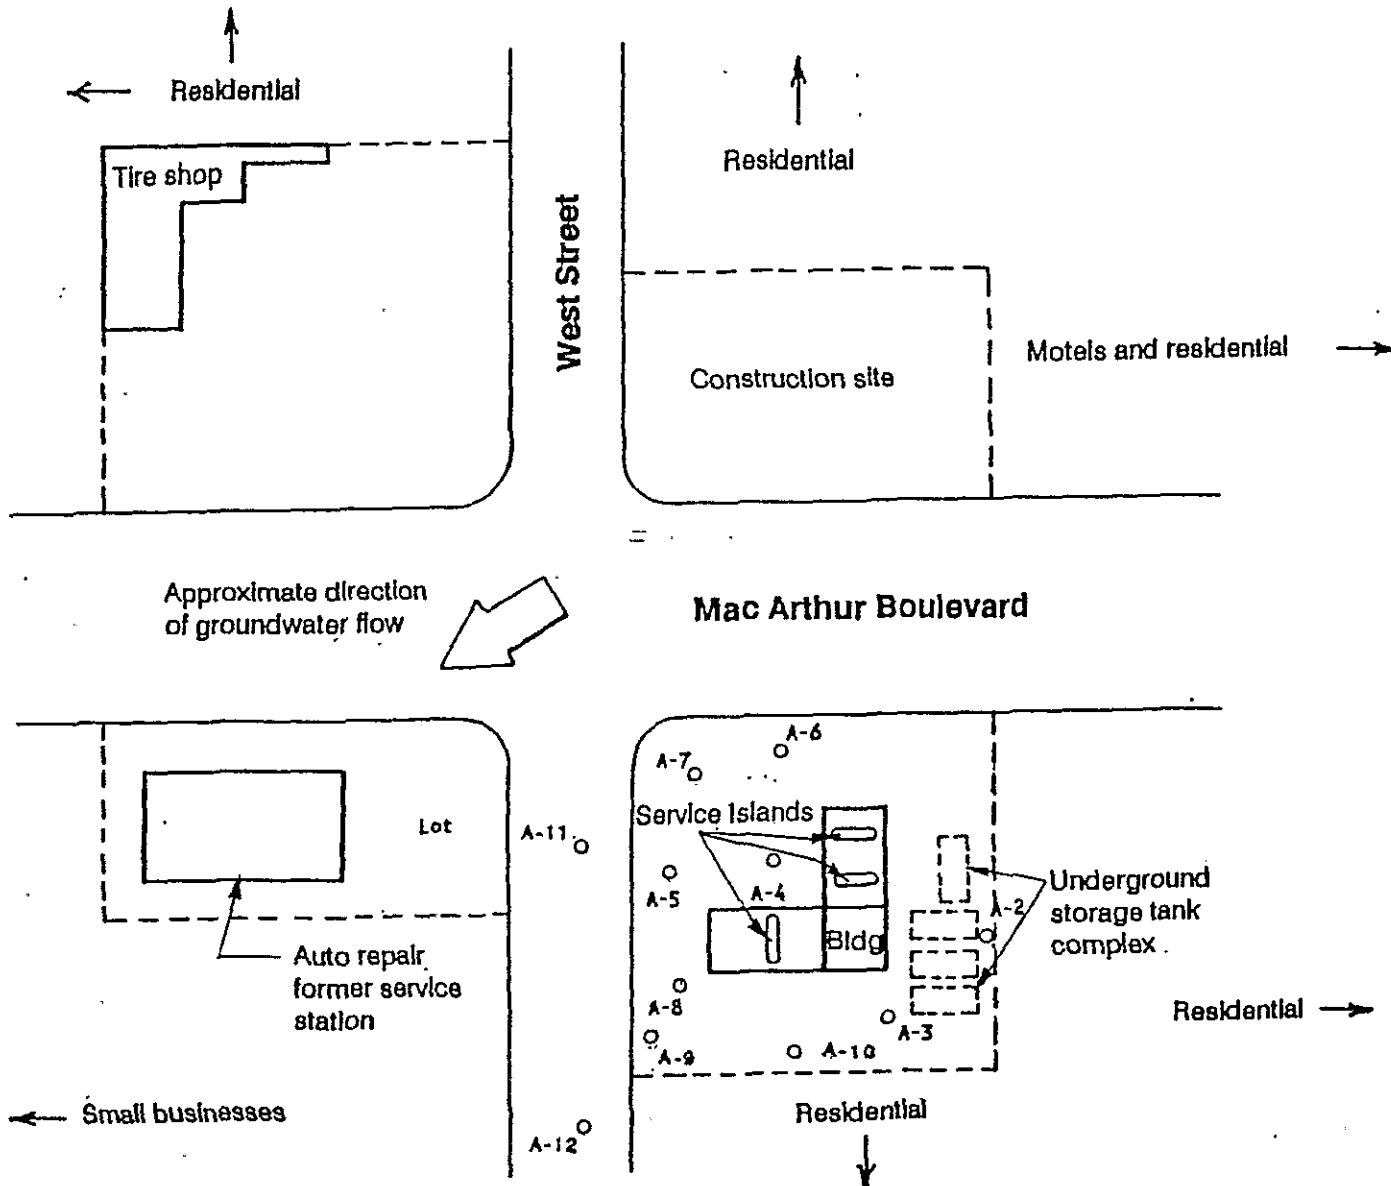 Residential
Residential
Tire shop
West Street
Motels and residential
Construction site
Approximate direction
of groundwater flow
Mac Arthur Boulevard
A-6
A-7
Service Islands
Lot
A-11
A-5
A-4
Underground
storage tank
complex
A-2
Bldg
Auto repair
former service
station
A-8
A-3
A-9
A-10
Residential
Small businesses
Residential
A-12